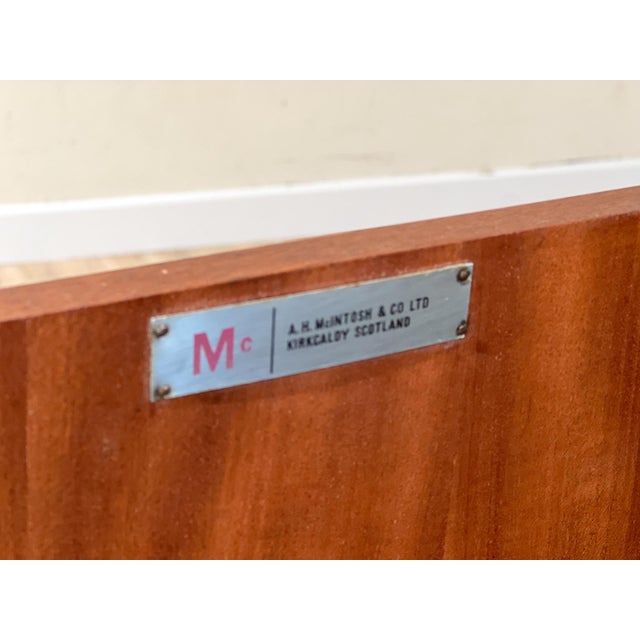 Mc
A. H. McINTOSH & CO LTD
KIRKCALDY SCOTLAND